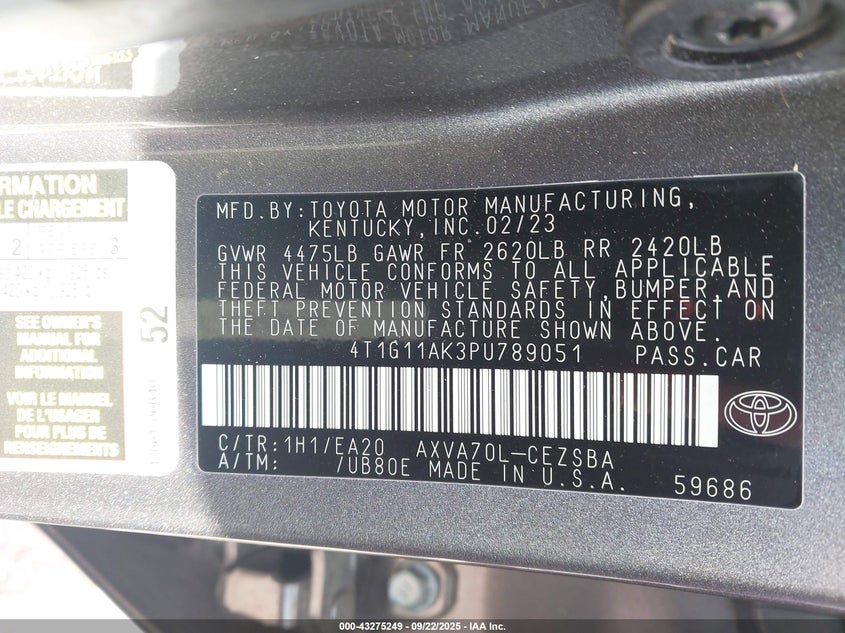 RMATION
LE CHARGEMENT
SEE OWNER'S
MANUAL FOR
ADDITIONAL
INFORMATION
VOIR LE MANUEL
DE L'USAGER
POUR PLUS DE
RENSEIGNEMENTS
52
MFD.BY:TOYOTA MOTOR MANUFACTURING,
KENTUCKY,INC.02/23
GVWR 4475LB GAWR FR 2620LB RR 2420LB
THIS VEHICLE CONFORMS TO ALL APPLICABLE
FEDERAL MOTOR VEHICLE SAFETY,BUMPER,AND
THEFT PREVENTION STANDARDS IN EFFECT ON
THE DATE OF MANUFACTURE SHOWN ABOVE.
4T1G11AK3PU789051 PASS.CAR
C/TR:1H1/EA20 AXVA70L-CEZSBA
A/TM: /UB80E MADE IN U.S.A.
59686
000-43275249 - 09/22/2025 - IAA Inc.